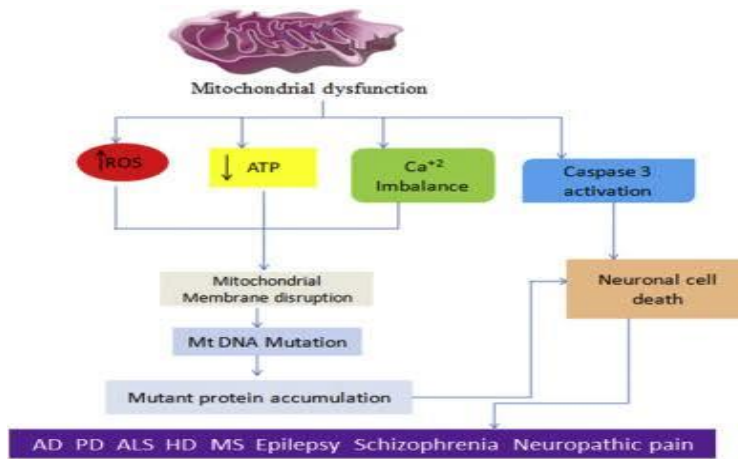 Mitochondrial dysfunction
↑ROS
↓ ATP
Ca⁺²
Imbalance
Caspase 3
activation
Mitochondrial
Membrane disruption
Neuronal cell
death
Mt DNA Mutation
Mutant protein accumulation
AD PD ALS HD MS Epilepsy Schizophrenia Neuropathic pain